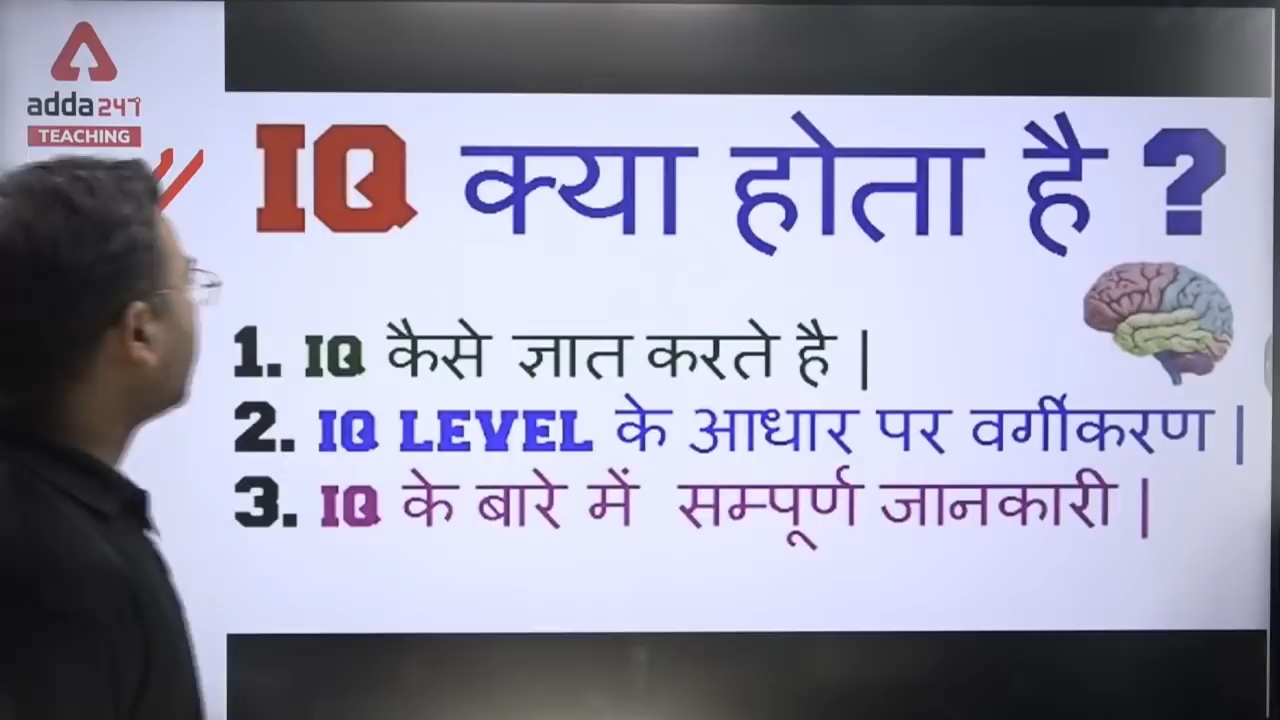 adda247
TEACHING
IQ क्या होता है ?
1. IQ कैसे ज्ञात करते है |
2. IQ LEVEL के आधार पर वर्गीकरण |
3. IQ के बारे में सम्पूर्ण जानकारी |